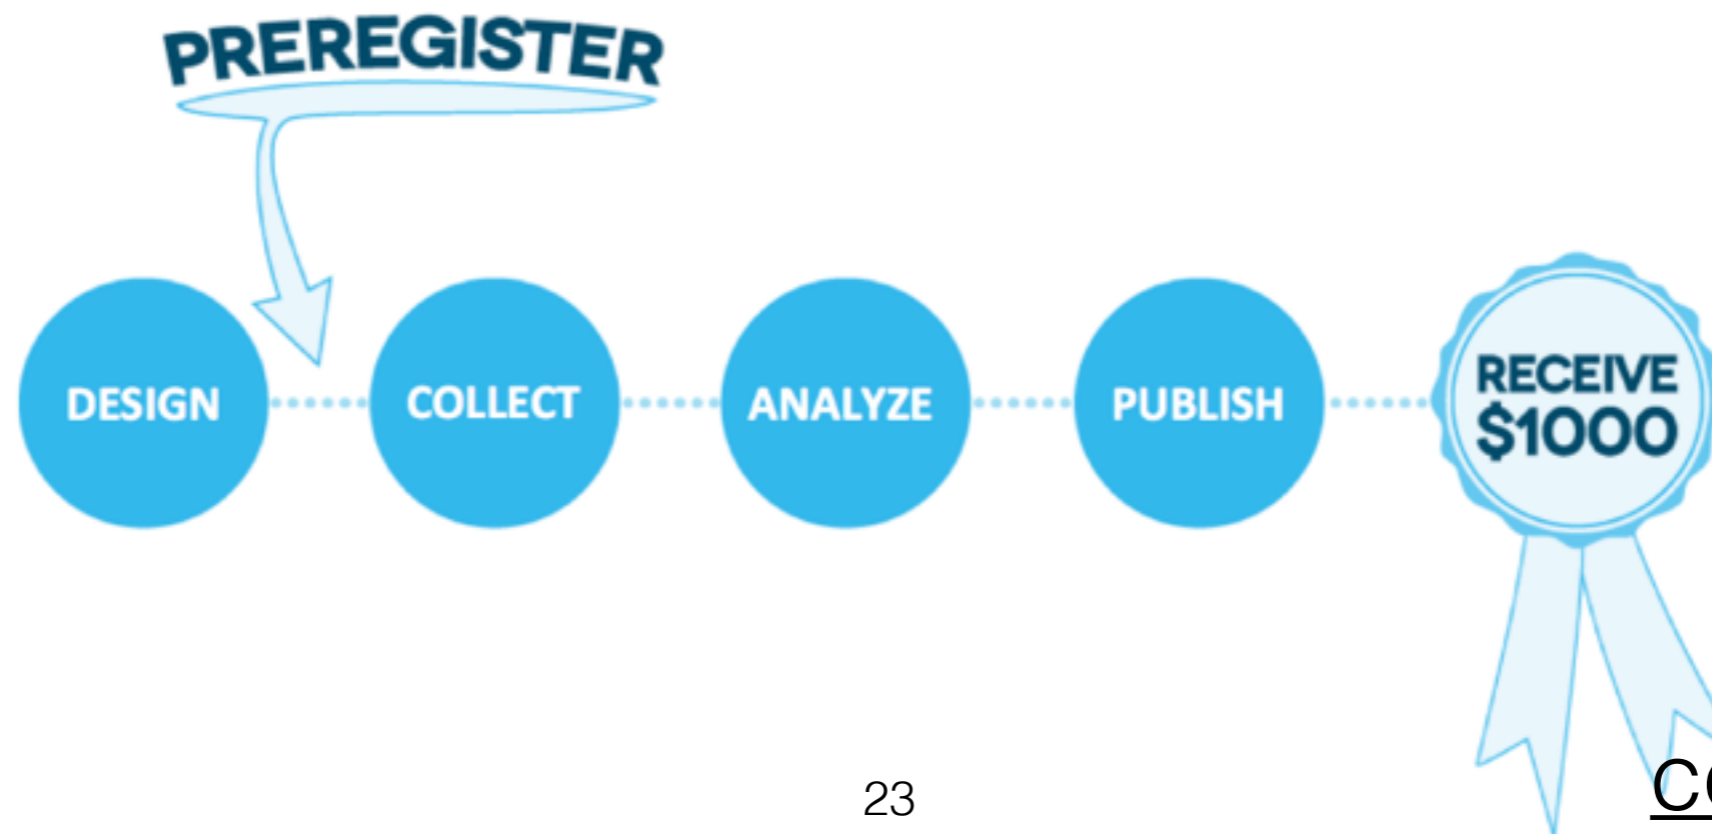 PREREGISTER
DESIGN
COLLECT
ANALYZE
PUBLISH
RECEIVE
$1000
23